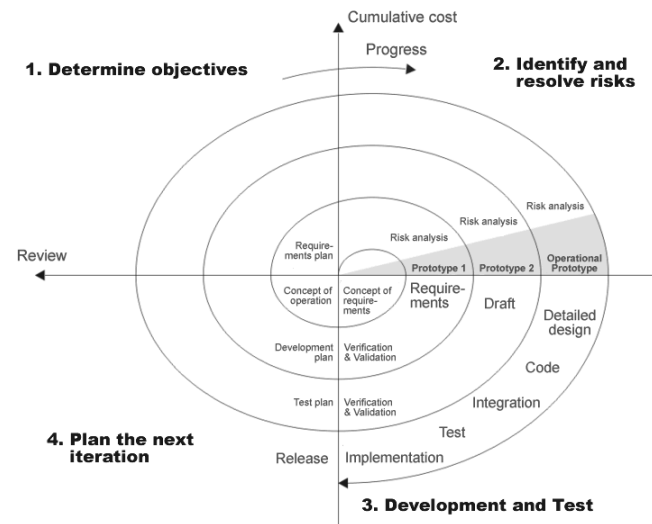 Cumulative cost
Progress
1. Determine objectives
2. Identify and
resolve risks
Risk analysis
Risk analysis
Risk analysis
Require-
ments plan
Review
Prototype 1
Prototype 2
Operational
Prototype
Concept of
operation
Concept of
require-
ments
Require-
ments
Draft
Detailed
design
Development
plan
Verification
& Validation
Code
Test plan
Verification
& Validation
Integration
Test
4. Plan the next
iteration
Release
Implementation
3. Development and Test